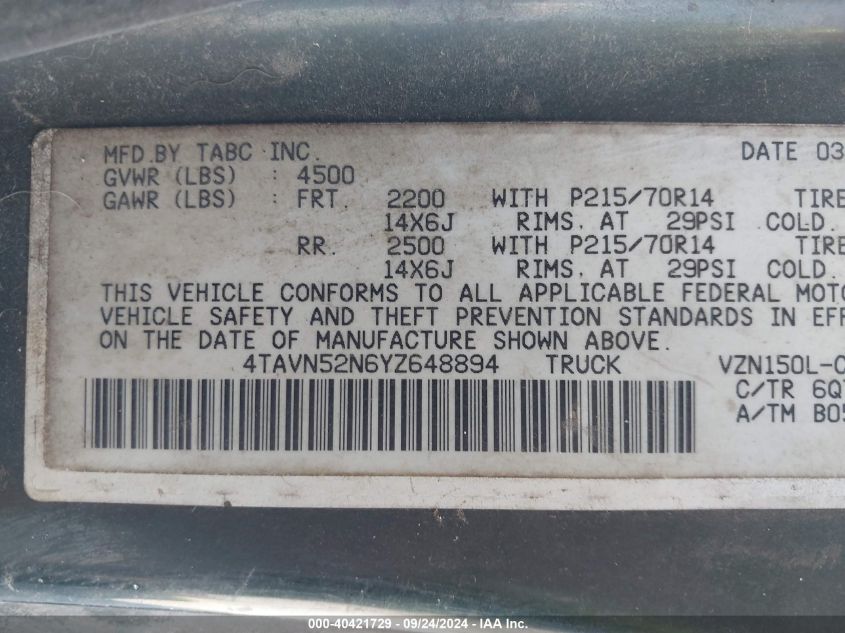 MFD.BY TABC INC. DATE 03
GVWR (LBS) : 4500
GAWR (LBS) : FRT. 2200 WITH P215/70R14 TIRE
14X6J RIMS, AT 29PSI COLD.
RR. 2500 WITH P215/70R14 TIRE
14X6J RIMS, AT 29PSI COLD.
THIS VEHICLE CONFORMS TO ALL APPLICABLE FEDERAL MOTO
VEHICLE SAFETY AND THEFT PREVENTION STANDARDS IN EFF
ON THE DATE OF MANUFACTURE SHOWN ABOVE.
4TAVN52N6YZ648894 TRUCK VZN150L-
C/TR 6Q
A/TM B05
000-40421729 - 09/24/2024 - IAA Inc.